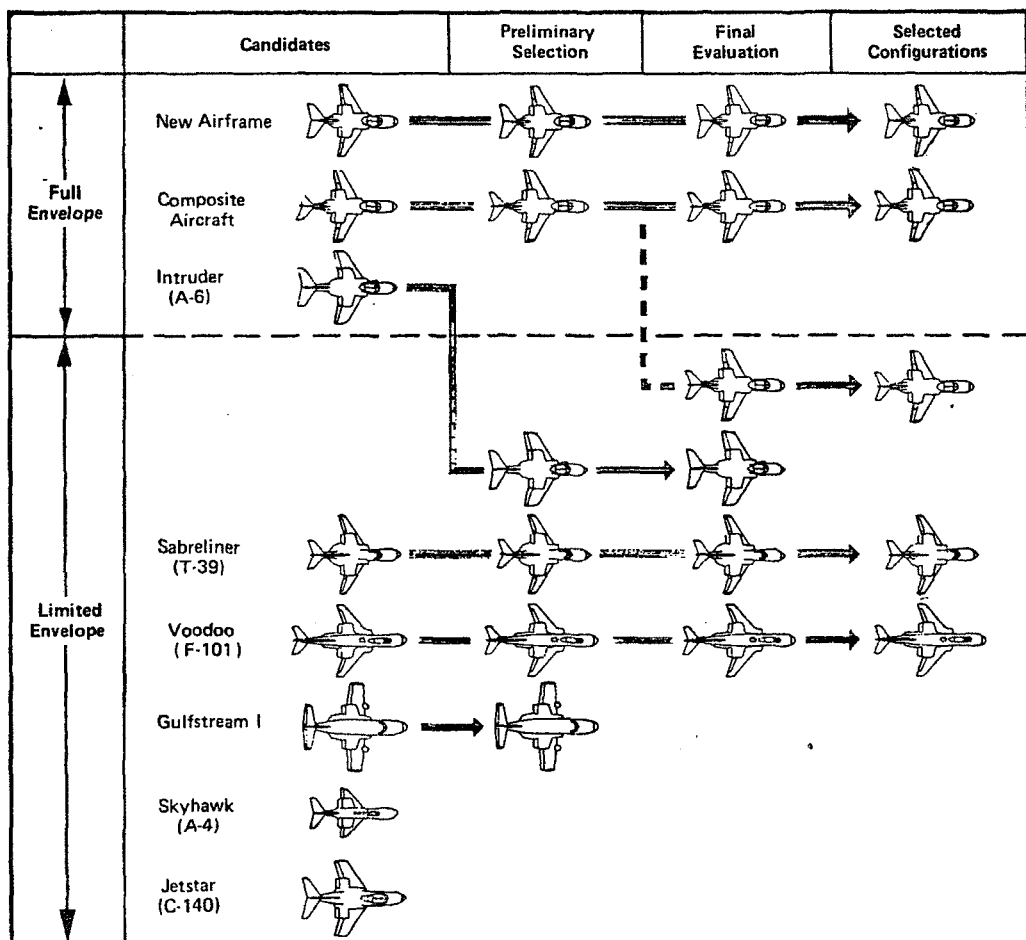 Candidates
Preliminary
Selection
Final
Evaluation
Selected
Configurations
Full
Envelope
New Airframe
Composite
Aircraft
Intruder
(A-6)
Limited
Envelope
Sabreliner
(T-39)
Voodoo
(F-101)
Gulfstream I
Skyhawk
(A-4)
Jetstar
(C-140)